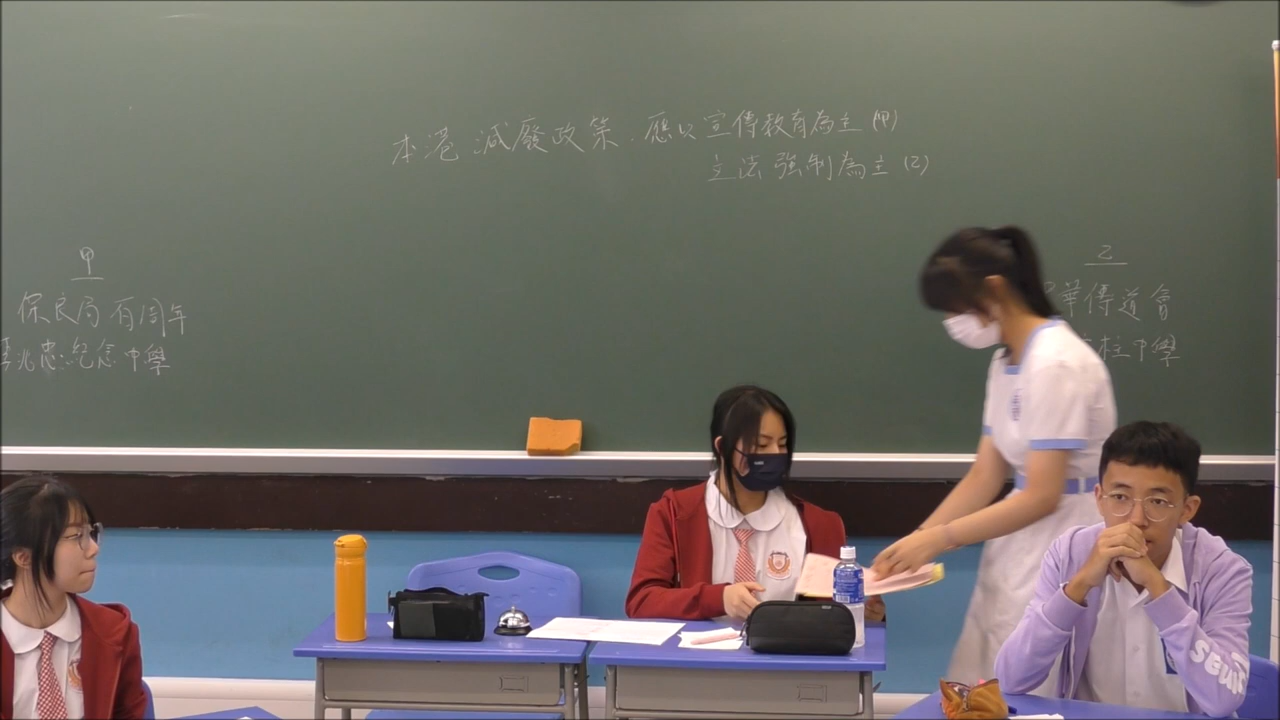 本港減廢政策．應以宣傳教育為主（甲）
立法強制為主（乙）
甲
保良局百周年
李兆忠紀念中學
乙
華傳道會
柱中學